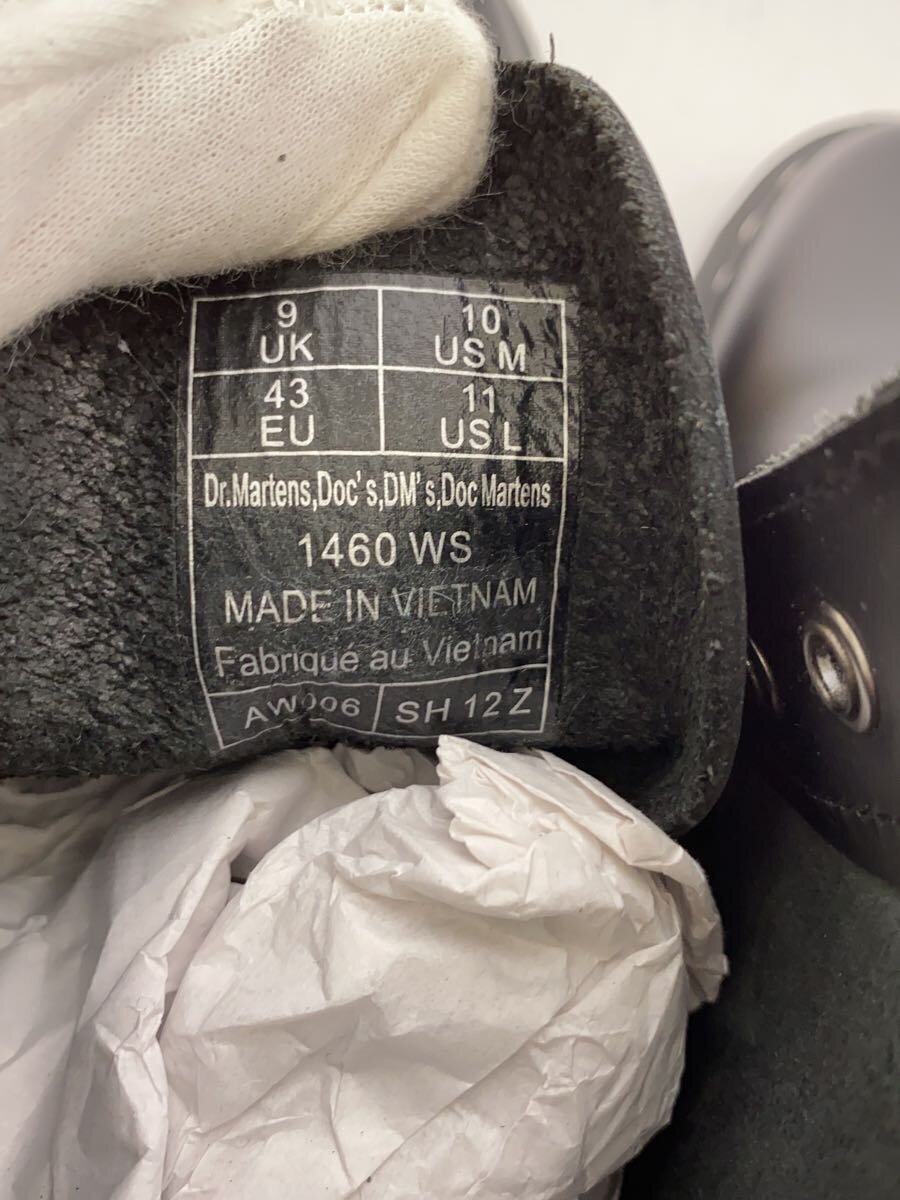 9 UK
10 US M
43 EU
11 US L
Dr.Martens,Doc's,DM's,Doc Martens
1460 WS
MADE IN VIETNAM
Fabriqué au Vietnam
AW006 SH 12 Z